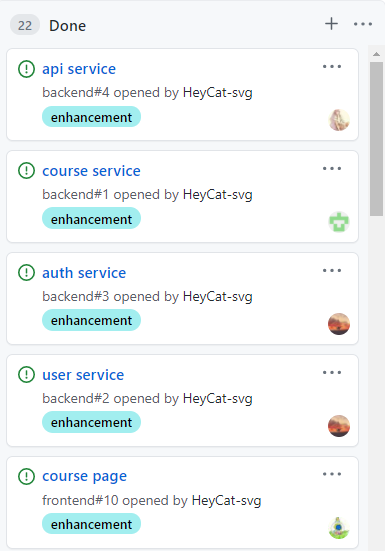 22 Done
api service
backend#4 opened by HeyCat-svg
enhancement
course service
backend#1 opened by HeyCat-svg
enhancement
auth service
backend#3 opened by HeyCat-svg
enhancement
user service
backend#2 opened by HeyCat-svg
enhancement
course page
frontend#10 opened by HeyCat-svg
enhancement